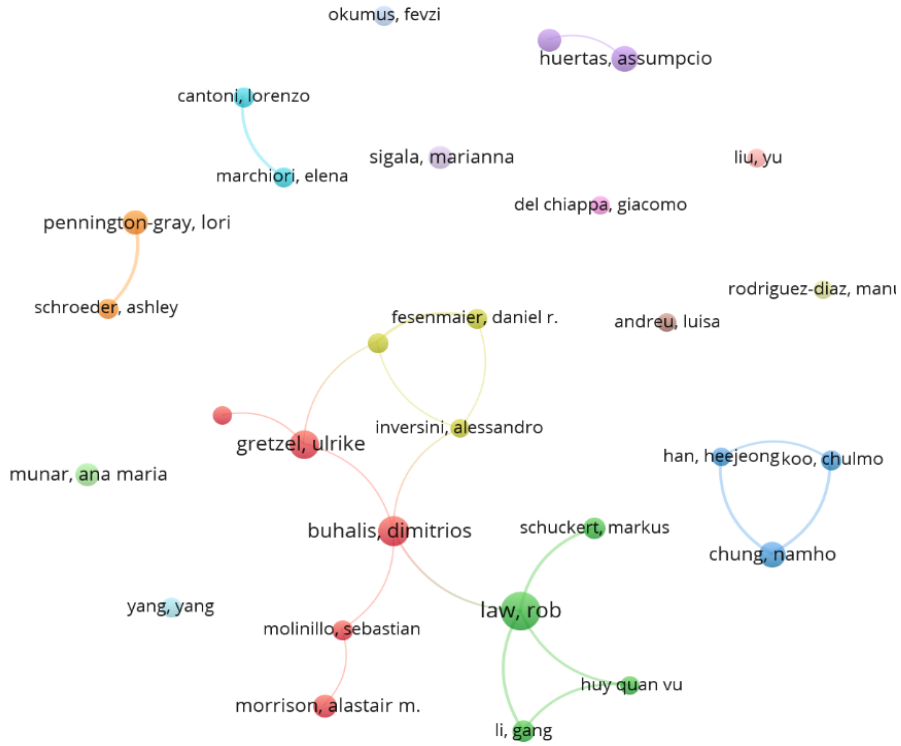 okumus, fevzi
huertas, assumpcio
cantoni, lorenzo
sigala, marianna
liu, yu
marchiori, elena
del chiappa, giacomo
pennington-gray, lori
rodriguez-diaz, manu
schroeder, ashley
fesenmaier, daniel r.
andreu, luisa
inversini, alessandro
gretzel, ulrike
han, heejeong
koo, chulmo
munar, ana maria
buhalis, dimitrios
schuckert, markus
chung, namho
yang, yang
law, rob
molinillo, sebastian
huy quan vu
morrison, alastair m.
li, gang